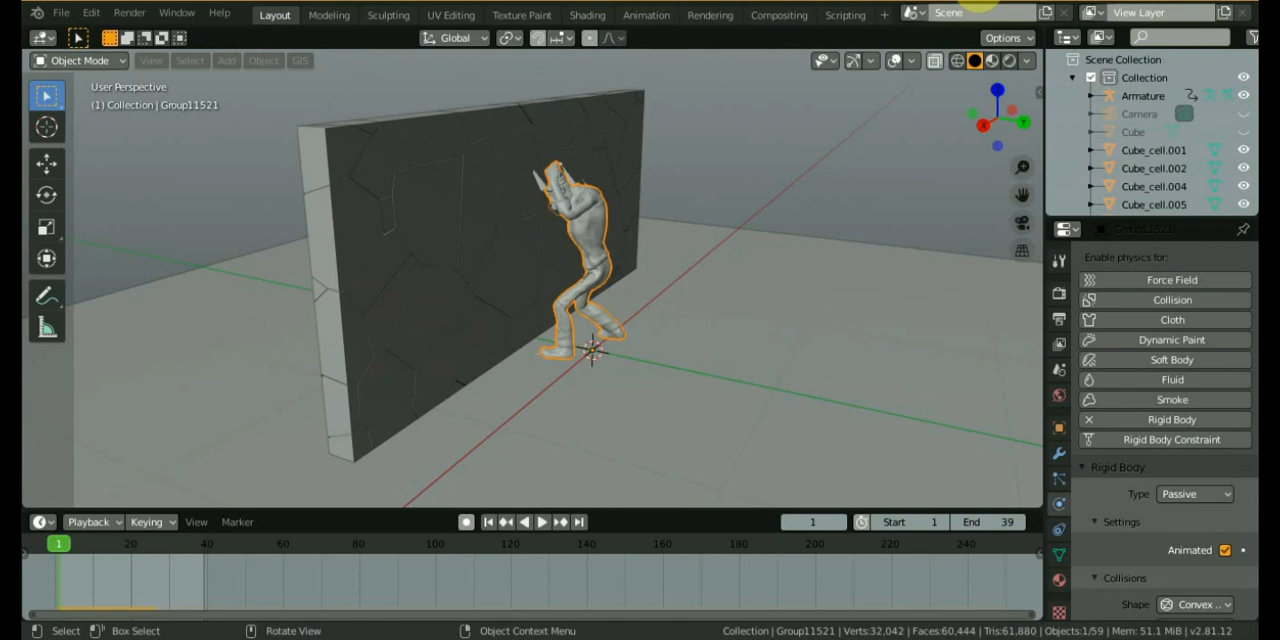 File Edit Render Window Help Layout Modeling Sculpting UV Editing Texture Paint Shading Animation Rendering Compositing Scripting + Scene View Layer
Global Options
Object Mode View Select Add Object GIS
User Perspective
(1) Collection | Group11521
X Y Z
Scene Collection
Collection
Armature
Camera
Cube
Cube_cell.001
Cube_cell.002
Cube_cell.004
Cube_cell.005
Group11521
Enable physics for:
Force Field
Collision
Cloth
Dynamic Paint
Soft Body
Fluid
Smoke
Rigid Body
Rigid Body Constraint
Rigid Body
Type Passive
Settings
Animated
Collisions
Shape Convex ..
Playback Keying View Marker 1 Start 1 End 39
1 20 40 60 80 100 120 140 160 180 200 220 240
Select Box Select Rotate View Object Context Menu Collection | Group11521 | Verts:32,042 | Faces:60,444 | Tris:61,880 | Objects:1/59 | Mem: 51.1 MiB | v2.81.12